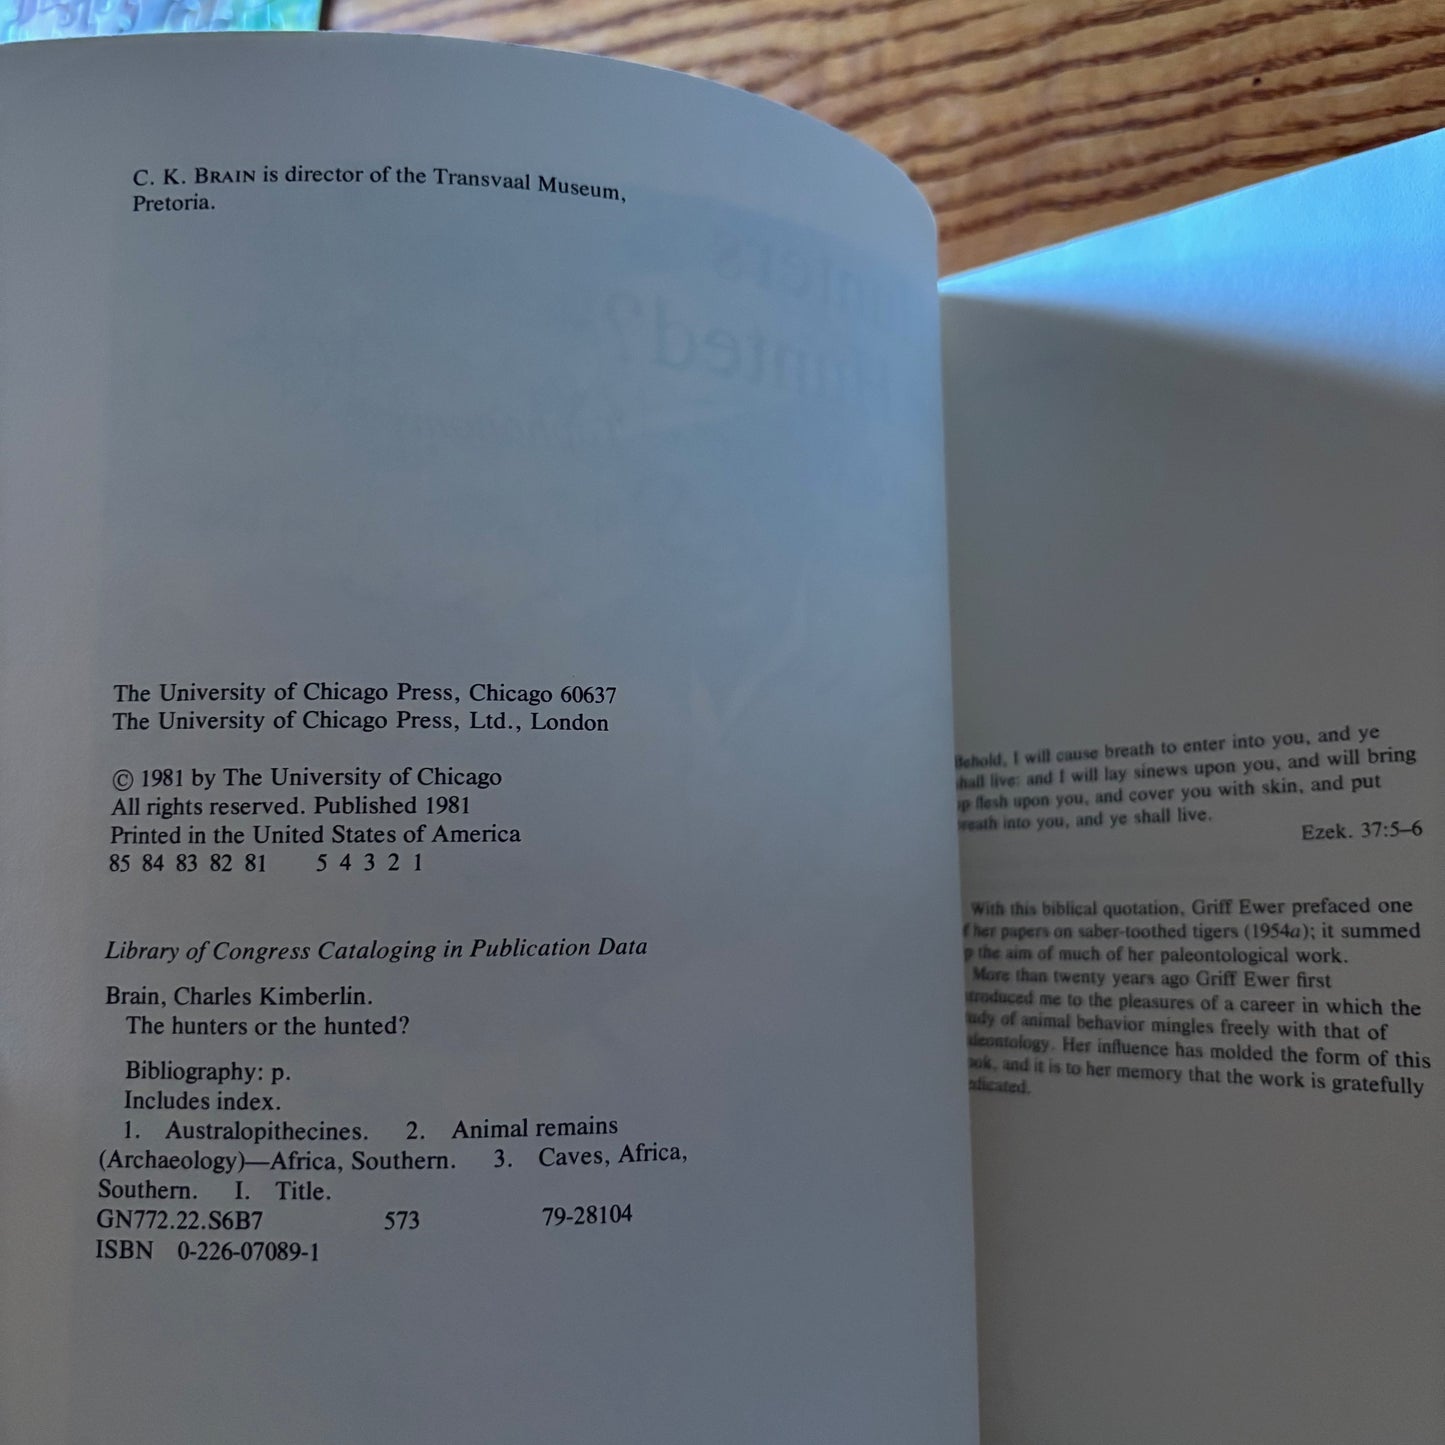 C. K. BRAIN is director of the Transvaal Museum,
Pretoria.
The University of Chicago Press, Chicago 60637
The University of Chicago Press, Ltd., London
© 1981 by The University of Chicago
All rights reserved. Published 1981
Printed in the United States of America
85 84 83 82 81 5 4 3 2 1
Library of Congress Cataloging in Publication Data
Brain, Charles Kimberlin.
The hunters or the hunted?
Bibliography: p.
Includes index.
1. Australopithecines. 2. Animal remains
(Archaeology)—Africa, Southern. 3. Caves, Africa,
Southern. I. Title.
GN772.22.S6B7 573 79-28104
ISBN 0-226-07089-1
Behold, I will cause breath to enter into you, and ye
hall live: and I will lay sinews upon you, and will bring
p flesh upon you, and cover you with skin, and put
reath into you, and ye shall live.
Ezek. 37:5–6
With this biblical quotation, Griff Ewer prefaced one
f her papers on saber-toothed tigers (1954a); it summed
p the aim of much of her paleontological work.
More than twenty years ago Griff Ewer first
troduced me to the pleasures of a career in which the
udy of animal behavior mingles freely with that of
leontology. Her influence has molded the form of this
ook, and it is to her memory that the work is gratefully
edicated.